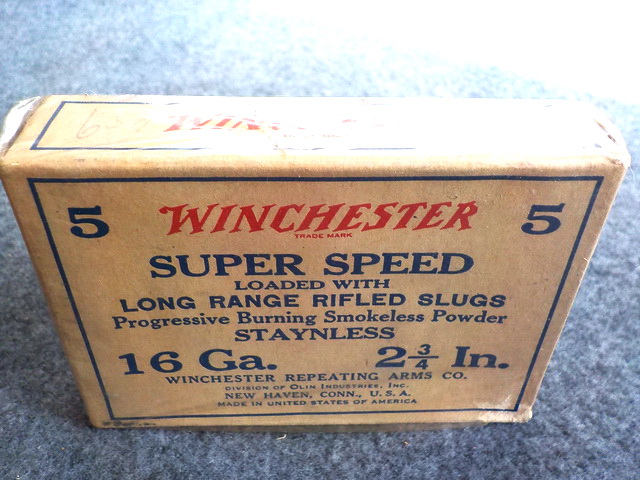 5 WINCHESTER 5
TRADE MARK
SUPER SPEED
LOADED WITH
LONG RANGE RIFLED SLUGS
Progressive Burning Smokeless Powder
STAYNLESS
16 Ga. 2 3/4 In.
WINCHESTER REPEATING ARMS CO.
DIVISION OF OLIN INDUSTRIES, INC.
NEW HAVEN, CONN., U.S.A.
MADE IN UNITED STATES OF AMERICA